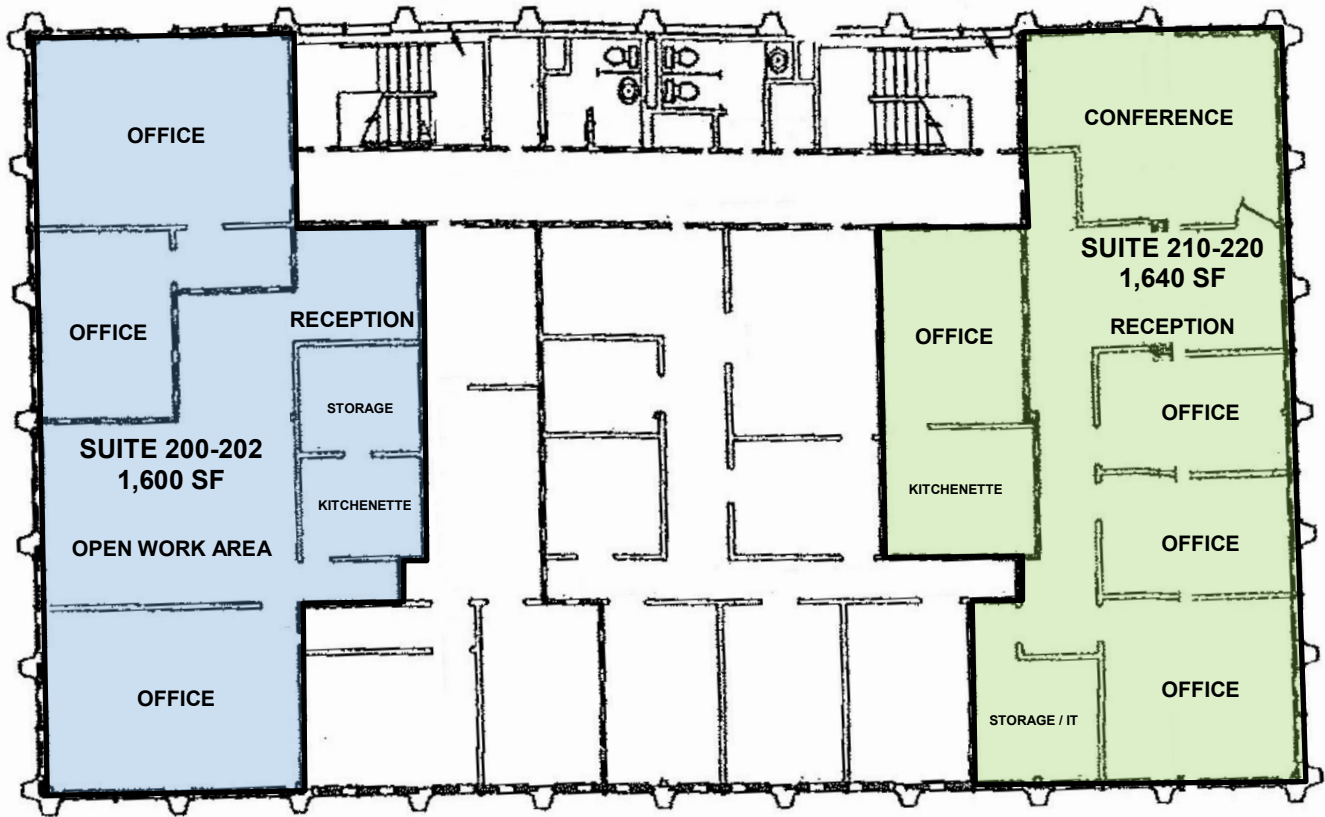 OFFICE
OFFICE
RECEPTION
STORAGE
SUITE 200-202
1,600 SF
KITCHENETTE
OPEN WORK AREA
OFFICE
CONFERENCE
SUITE 210-220
1,640 SF
RECEPTION
OFFICE
OFFICE
KITCHENETTE
OFFICE
OFFICE
STORAGE / IT